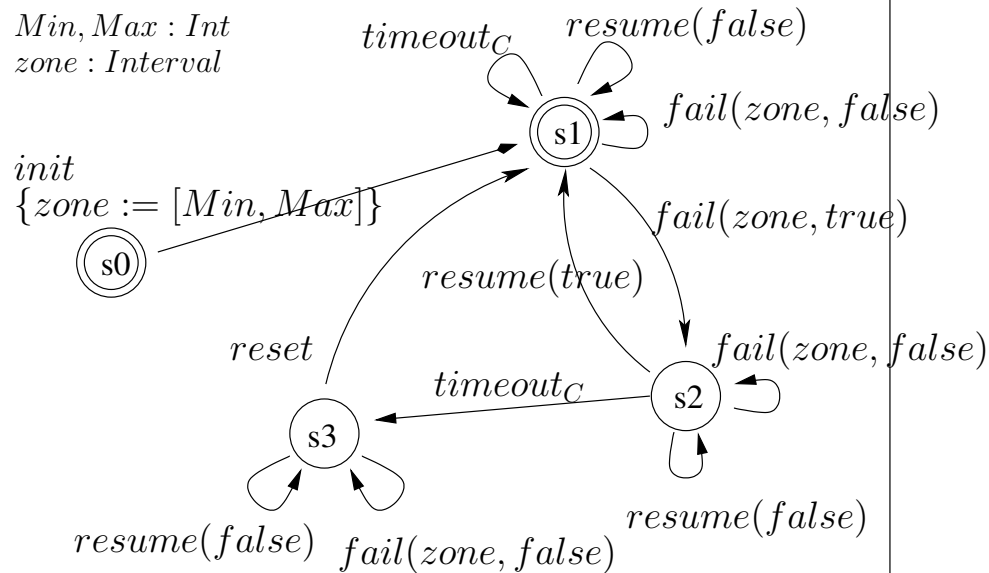 Min, Max : Int
zone : Interval
timeout_C
resume(false)
fail(zone, false)
s1
init
{zone := [Min, Max]}
fail(zone, true)
s0
resume(true)
reset
fail(zone, false)
timeout_C
s2
s3
resume(false)
resume(false)
fail(zone, false)